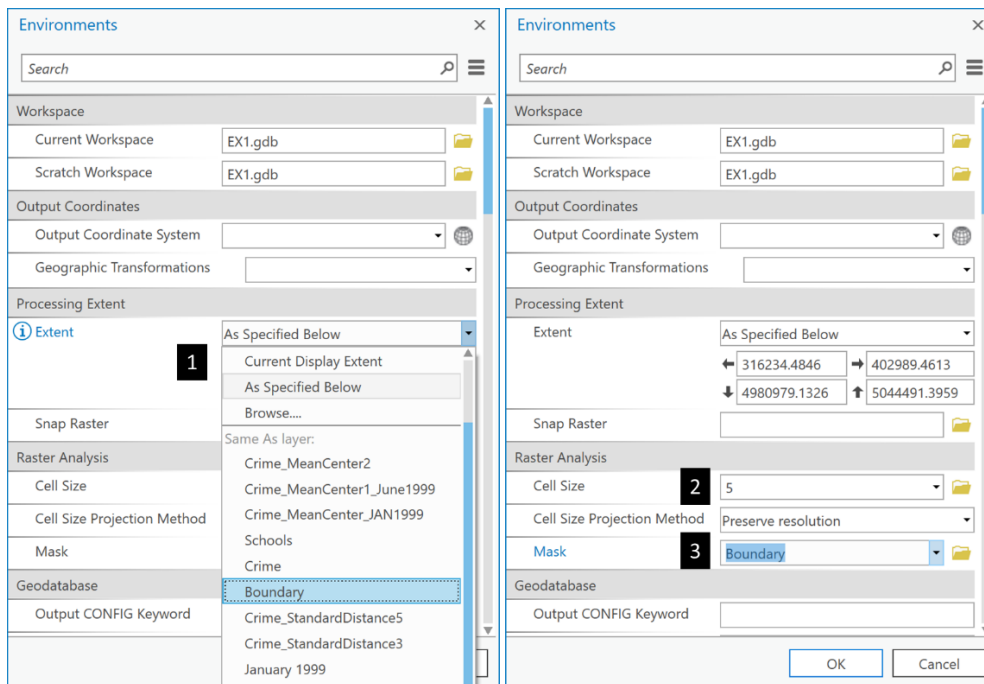 Environments
Search
Workspace
Current Workspace EX1.gdb
Scratch Workspace EX1.gdb
Output Coordinates
Output Coordinate System
Geographic Transformations
Processing Extent
Extent As Specified Below
1
Current Display Extent
As Specified Below
Browse....
Same As layer:
Snap Raster
Crime_MeanCenter2
Raster Analysis
Crime_MeanCenter1_June1999
Cell Size
Crime_MeanCenter_JAN1999
Cell Size Projection Method
Schools
Mask
Crime
Geodatabase
Boundary
Output CONFIG Keyword
Crime_StandardDistance5
Crime_StandardDistance3
January 1999
Environments
Search
Workspace
Current Workspace EX1.gdb
Scratch Workspace EX1.gdb
Output Coordinates
Output Coordinate System
Geographic Transformations
Processing Extent
Extent As Specified Below
316234.4846 402989.4613
4980979.1326 5044491.3959
Snap Raster
Raster Analysis
Cell Size 2 5
Cell Size Projection Method Preserve resolution
Mask 3 Boundary
Geodatabase
Output CONFIG Keyword
OK Cancel